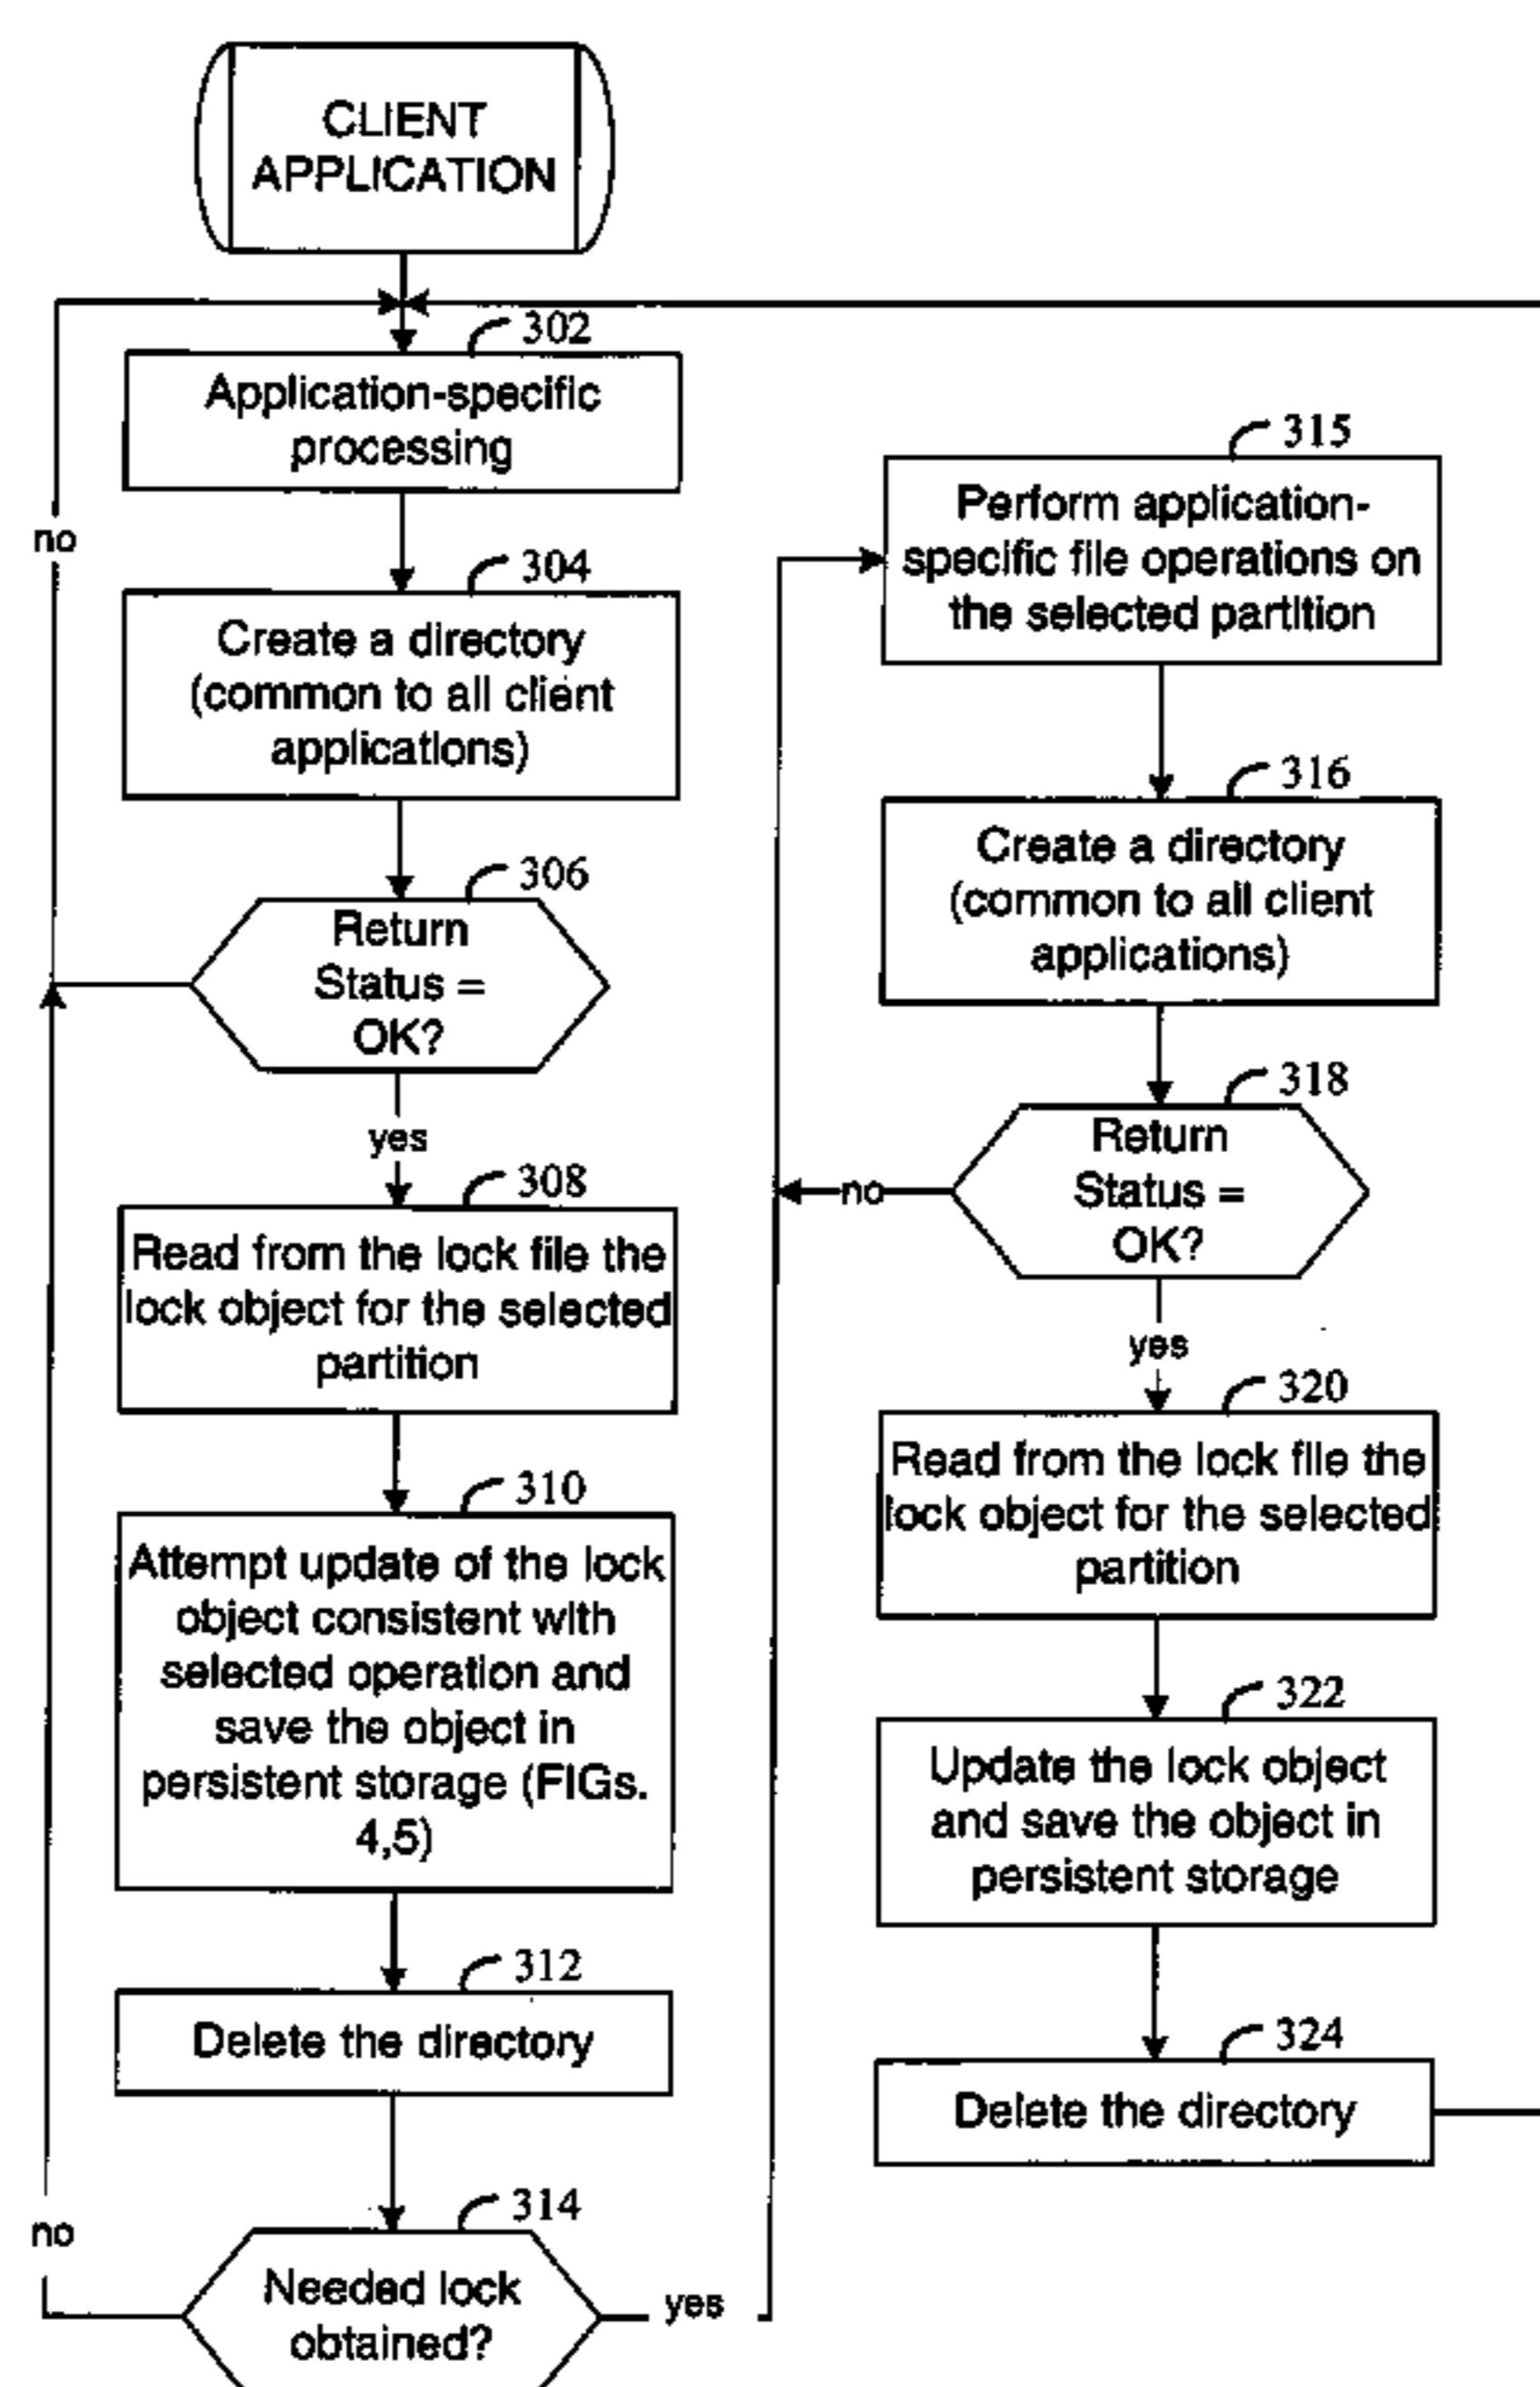 CLIENT
APPLICATION
302
Application-specific
processing
304
Create a directory
(common to all client
applications)
306
Return
Status =
OK?
no
yes
308
Read from the lock file the
lock object for the selected
partition
310
Attempt update of the lock
object consistent with
selected operation and
save the object in
persistent storage (FIGs.
4,5)
312
Delete the directory
314
Needed lock
obtained?
no
yes
315
Perform application-
specific file operations on
the selected partition
316
Create a directory
(common to all client
applications)
318
Return
Status =
OK?
no
yes
320
Read from the lock file the
lock object for the selected
partition
322
Update the lock object
and save the object in
persistent storage
324
Delete the directory